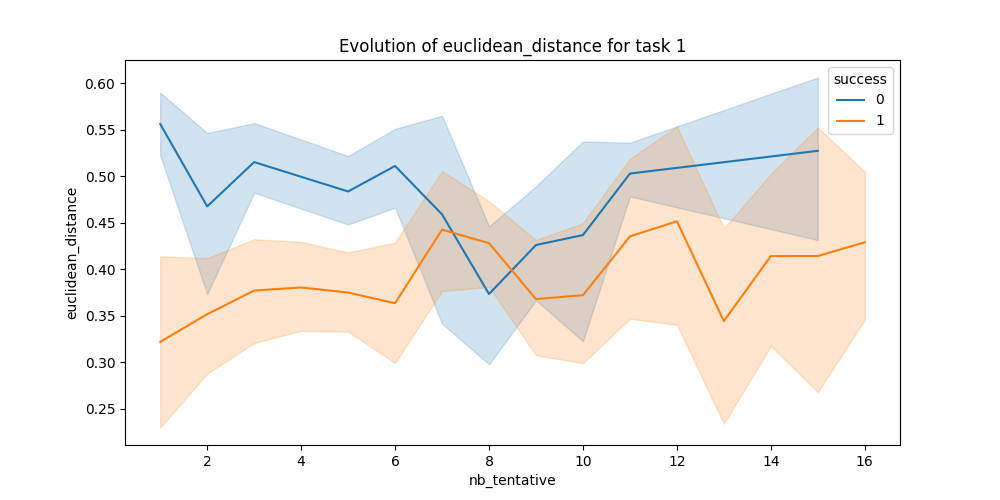 Evolution of euclidean_distance for task 1
success
0
1
0.60
0.55
0.50
0.45
0.40
0.35
0.30
0.25
euclidean_distance
2 4 6 8 10 12 14 16
nb_tentative